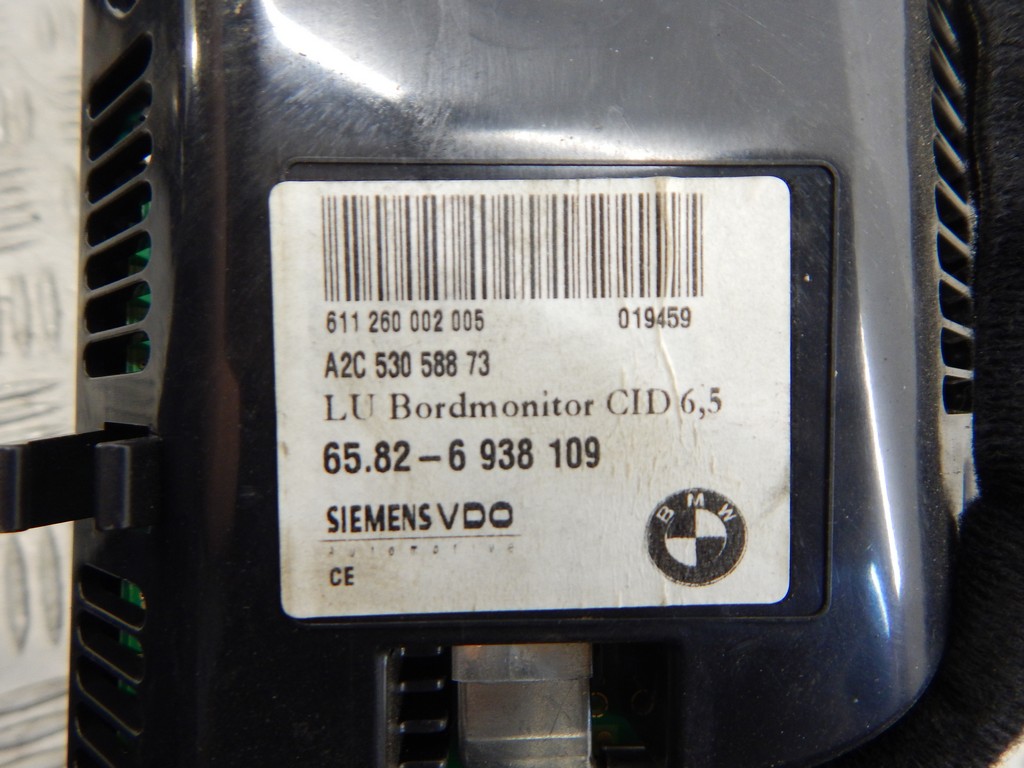 611 260 002 005 019459
A2C 530 588 73
LU Bordmonitor CID 6,5
65.82-6 938 109
SIEMENS VDO
Automotive
CE
BMW